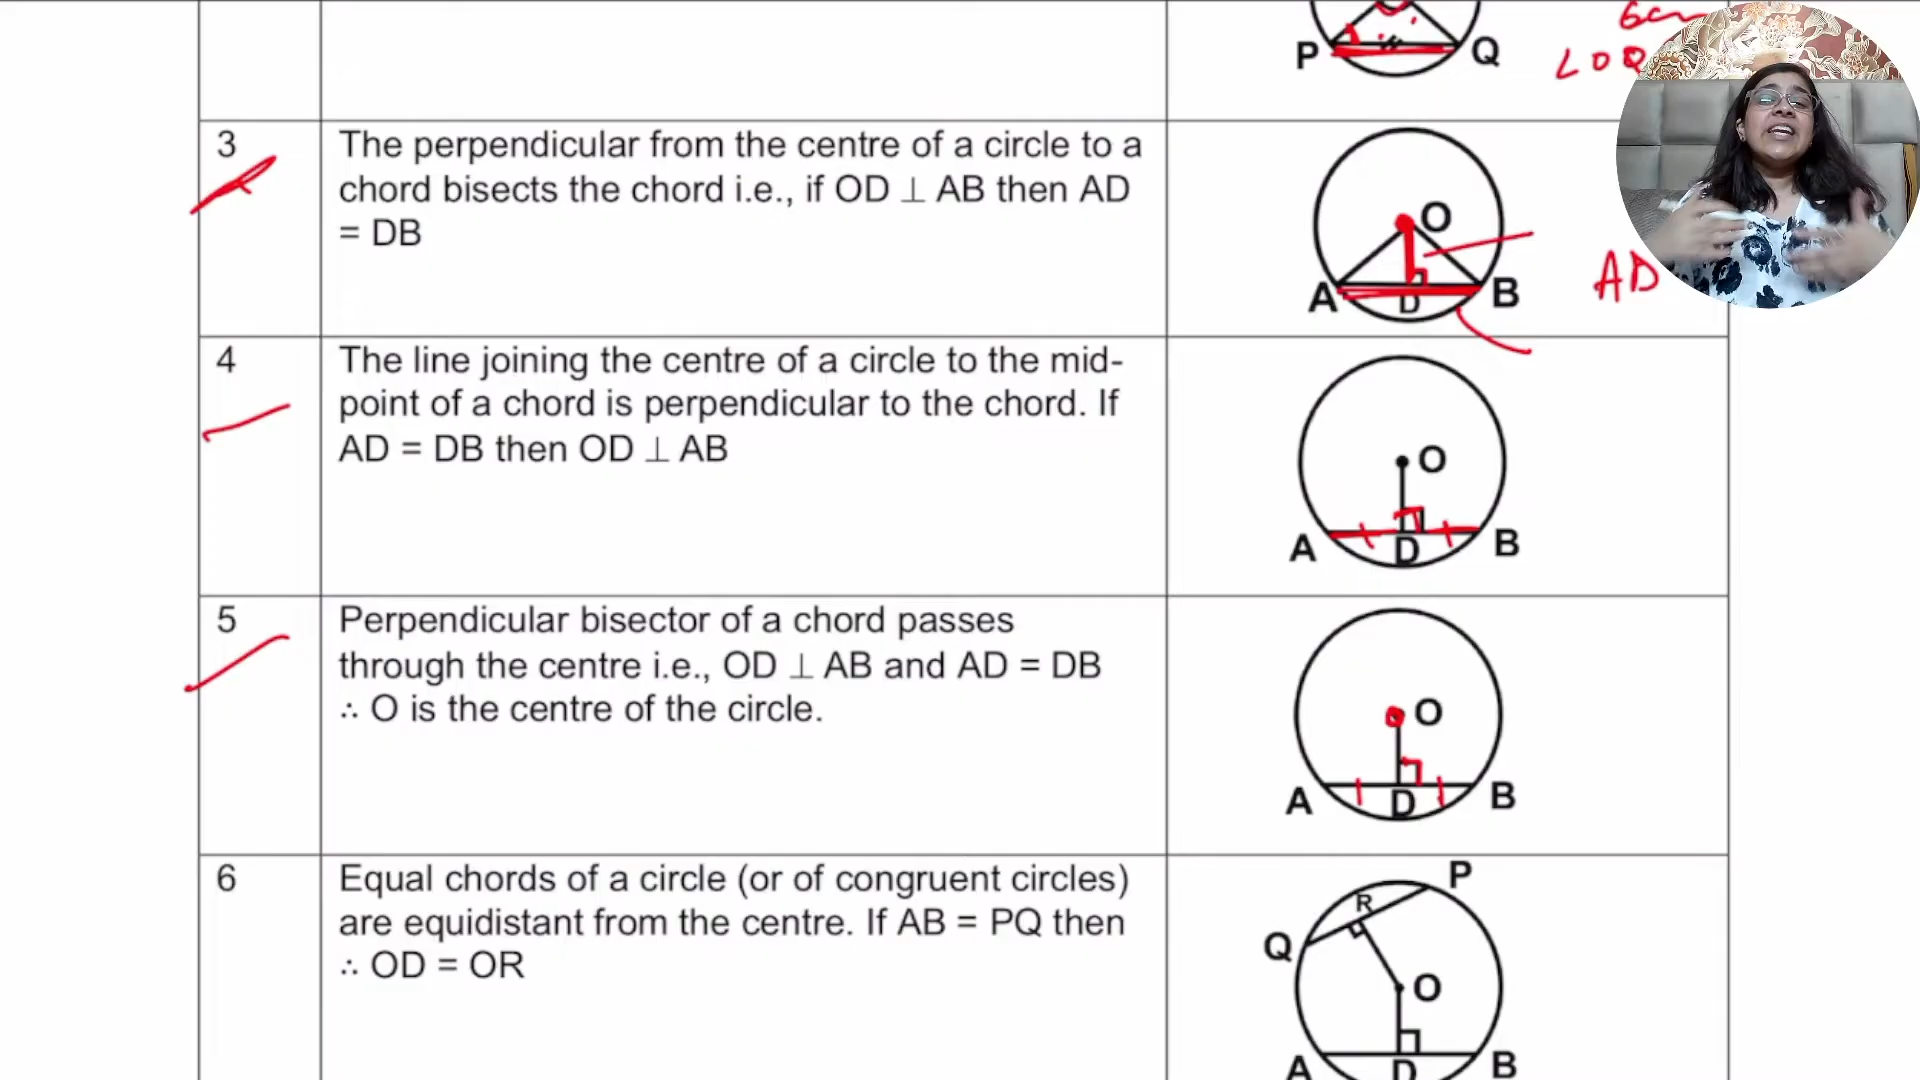 P Q
6cm
∠OQ
3
The perpendicular from the centre of a circle to a
chord bisects the chord i.e., if OD ⊥ AB then AD
= DB
O
A D B
AD
4
The line joining the centre of a circle to the mid-
point of a chord is perpendicular to the chord. If
AD = DB then OD ⊥ AB
O
A D B
5
Perpendicular bisector of a chord passes
through the centre i.e., OD ⊥ AB and AD = DB
∴ O is the centre of the circle.
O
A D B
6
Equal chords of a circle (or of congruent circles)
are equidistant from the centre. If AB = PQ then
∴ OD = OR
P
R
Q
O
A D B